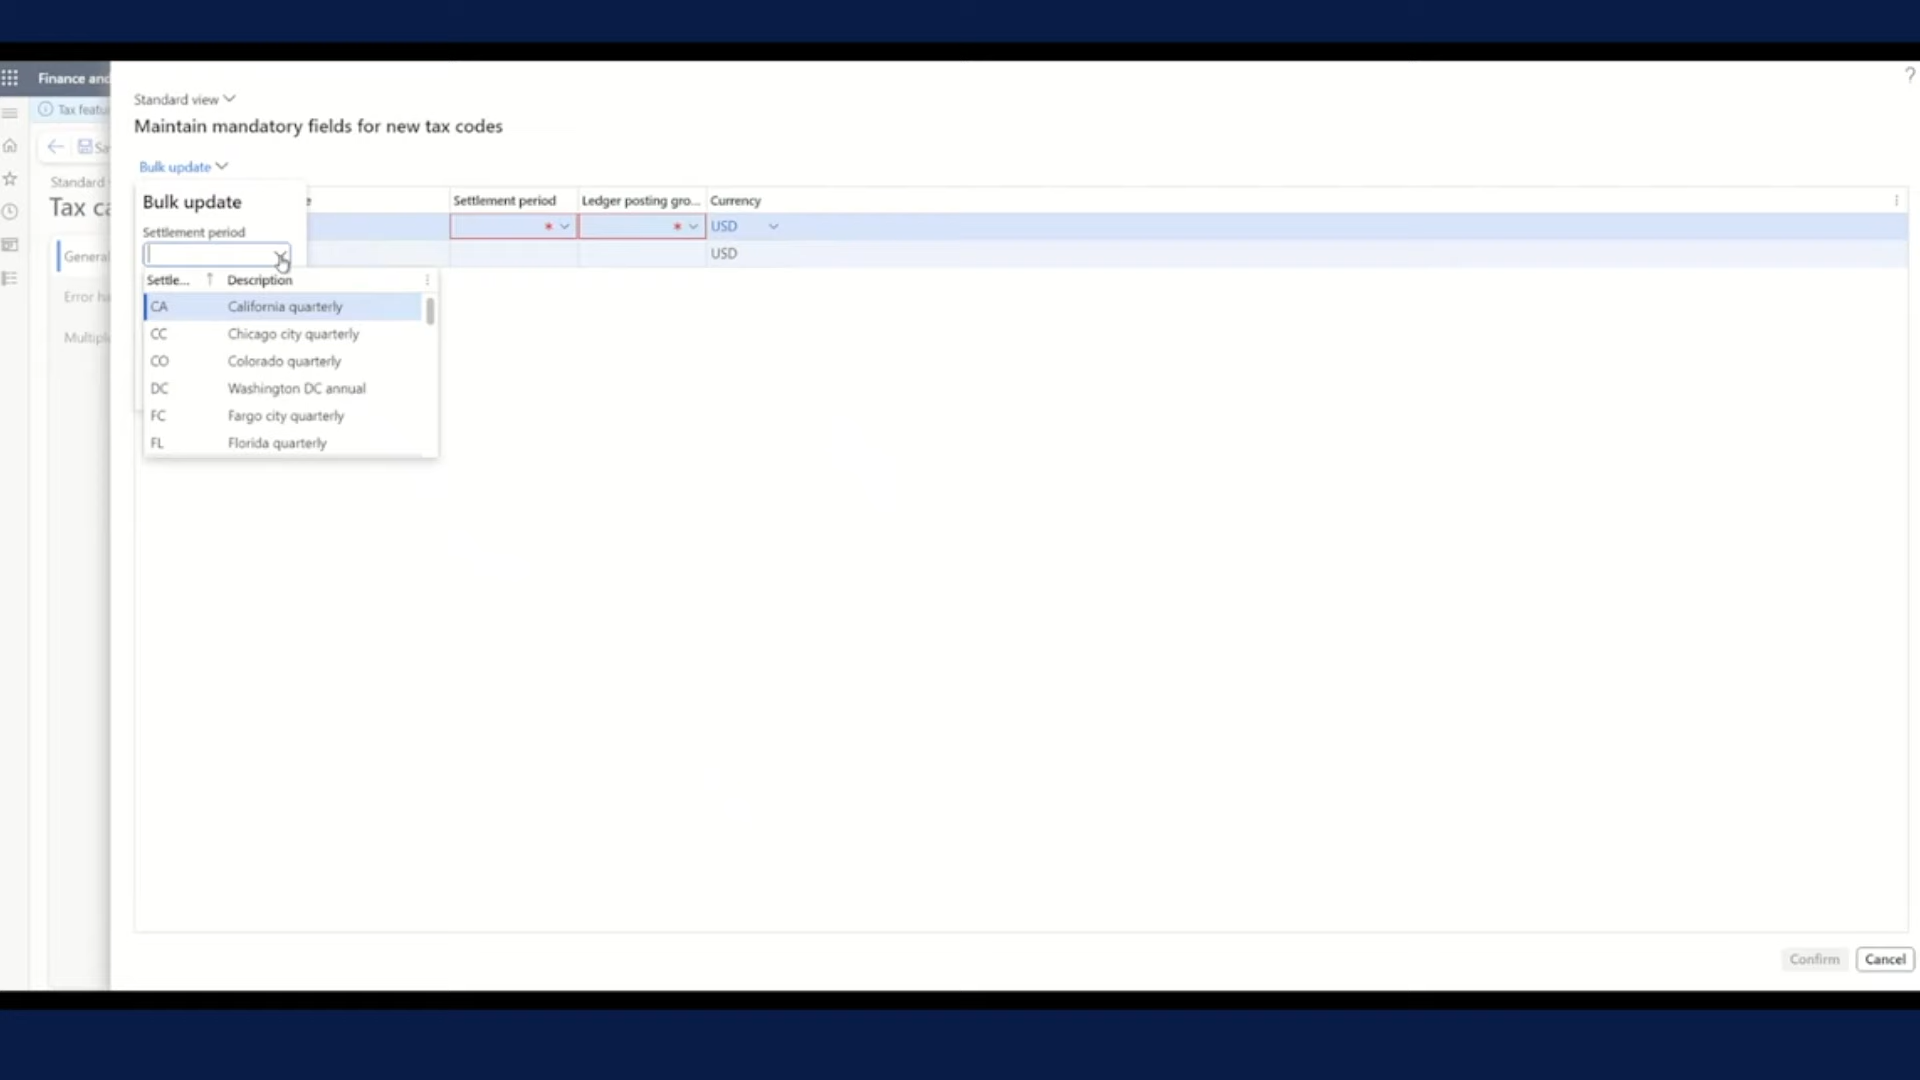 ?
Finance and
Standard view
Tax featu
Maintain mandatory fields for new tax codes
Sa
Bulk update
Standard
Tax ca
Bulk update
Settlement period
Ledger posting gro...
Currency
Settlement period
* * USD
General
USD
Settle... ↑ Description
Error ha
CA California quarterly
CC Chicago city quarterly
Multipl
CO Colorado quarterly
DC Washington DC annual
FC Fargo city quarterly
FL Florida quarterly
Confirm
Cancel